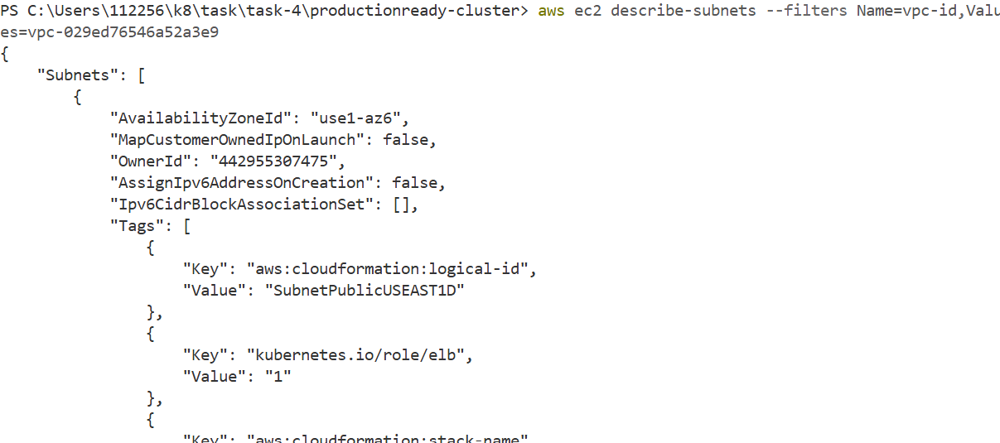 PS C:\Users\112256\k8\task\task-4\productionready-cluster> aws ec2 describe-subnets --filters Name=vpc-id,Valu
es=vpc-029ed76546a52a3e9
{
    "Subnets": [
        {
            "AvailabilityZoneId": "use1-az6",
            "MapCustomerOwnedIpOnLaunch": false,
            "OwnerId": "442955307475",
            "AssignIpv6AddressOnCreation": false,
            "Ipv6CidrBlockAssociationSet": [],
            "Tags": [
                {
                    "Key": "aws:cloudformation:logical-id",
                    "Value": "SubnetPublicUSEAST1D"
                },
                {
                    "Key": "kubernetes.io/role/elb",
                    "Value": "1"
                },
                {
                    "Key": "aws:cloudformation:stack-name"